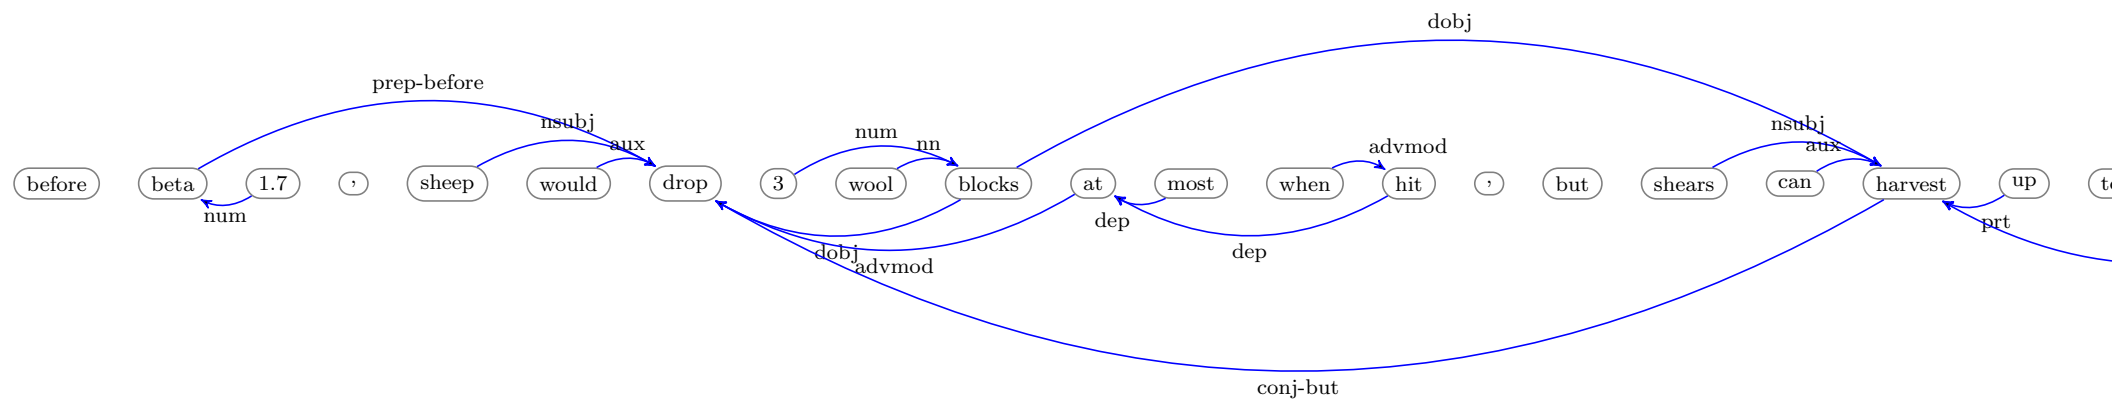 dobj
prep-before
nsubj
nsubj
num
aux
nn
advmod
aux
before beta 1.7 , sheep would drop 3 wool blocks at most when hit , but shears can harvest up
num
dep
prt
dobj
dep
advmod
conj-but